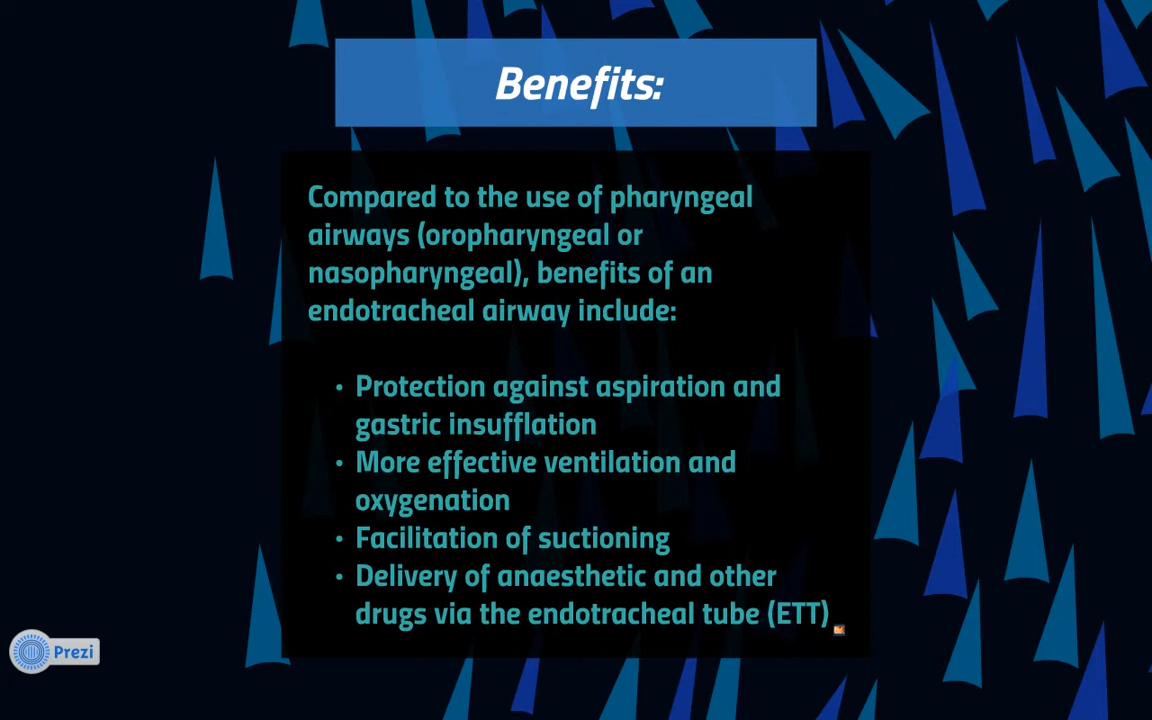 Benefits:
Compared to the use of pharyngeal
airways (oropharyngeal or
nasopharyngeal), benefits of an
endotracheal airway include:
• Protection against aspiration and
gastric insufflation
• More effective ventilation and
oxygenation
• Facilitation of suctioning
• Delivery of anaesthetic and other
drugs via the endotracheal tube (ETT)
Prezi